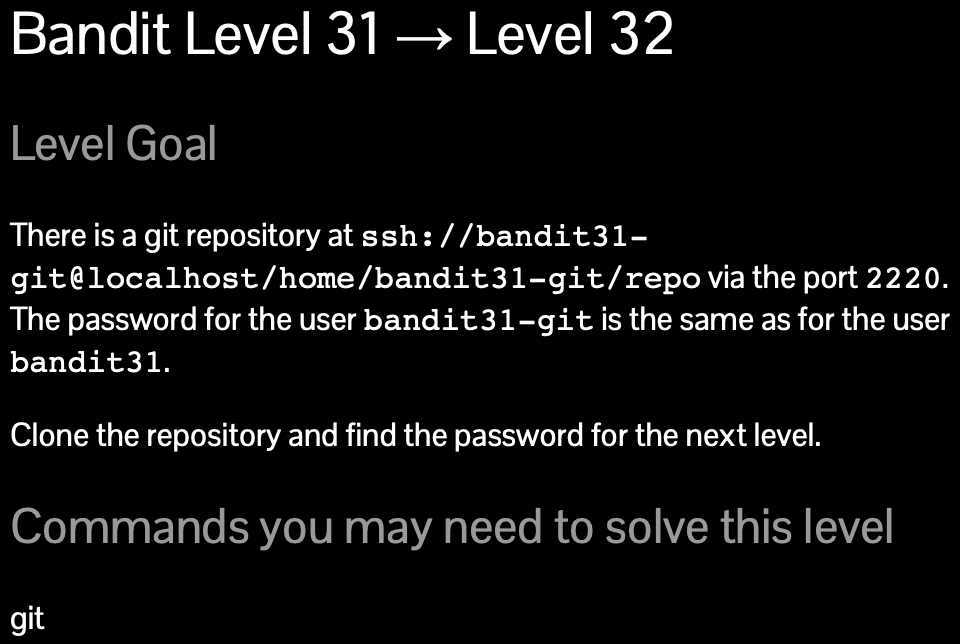 Bandit Level 31 → Level 32
Level Goal
There is a git repository at ssh://bandit31-
git@localhost/home/bandit31-git/repo via the port 2220.
The password for the user bandit31-git is the same as for the user
bandit31.
Clone the repository and find the password for the next level.
Commands you may need to solve this level
git